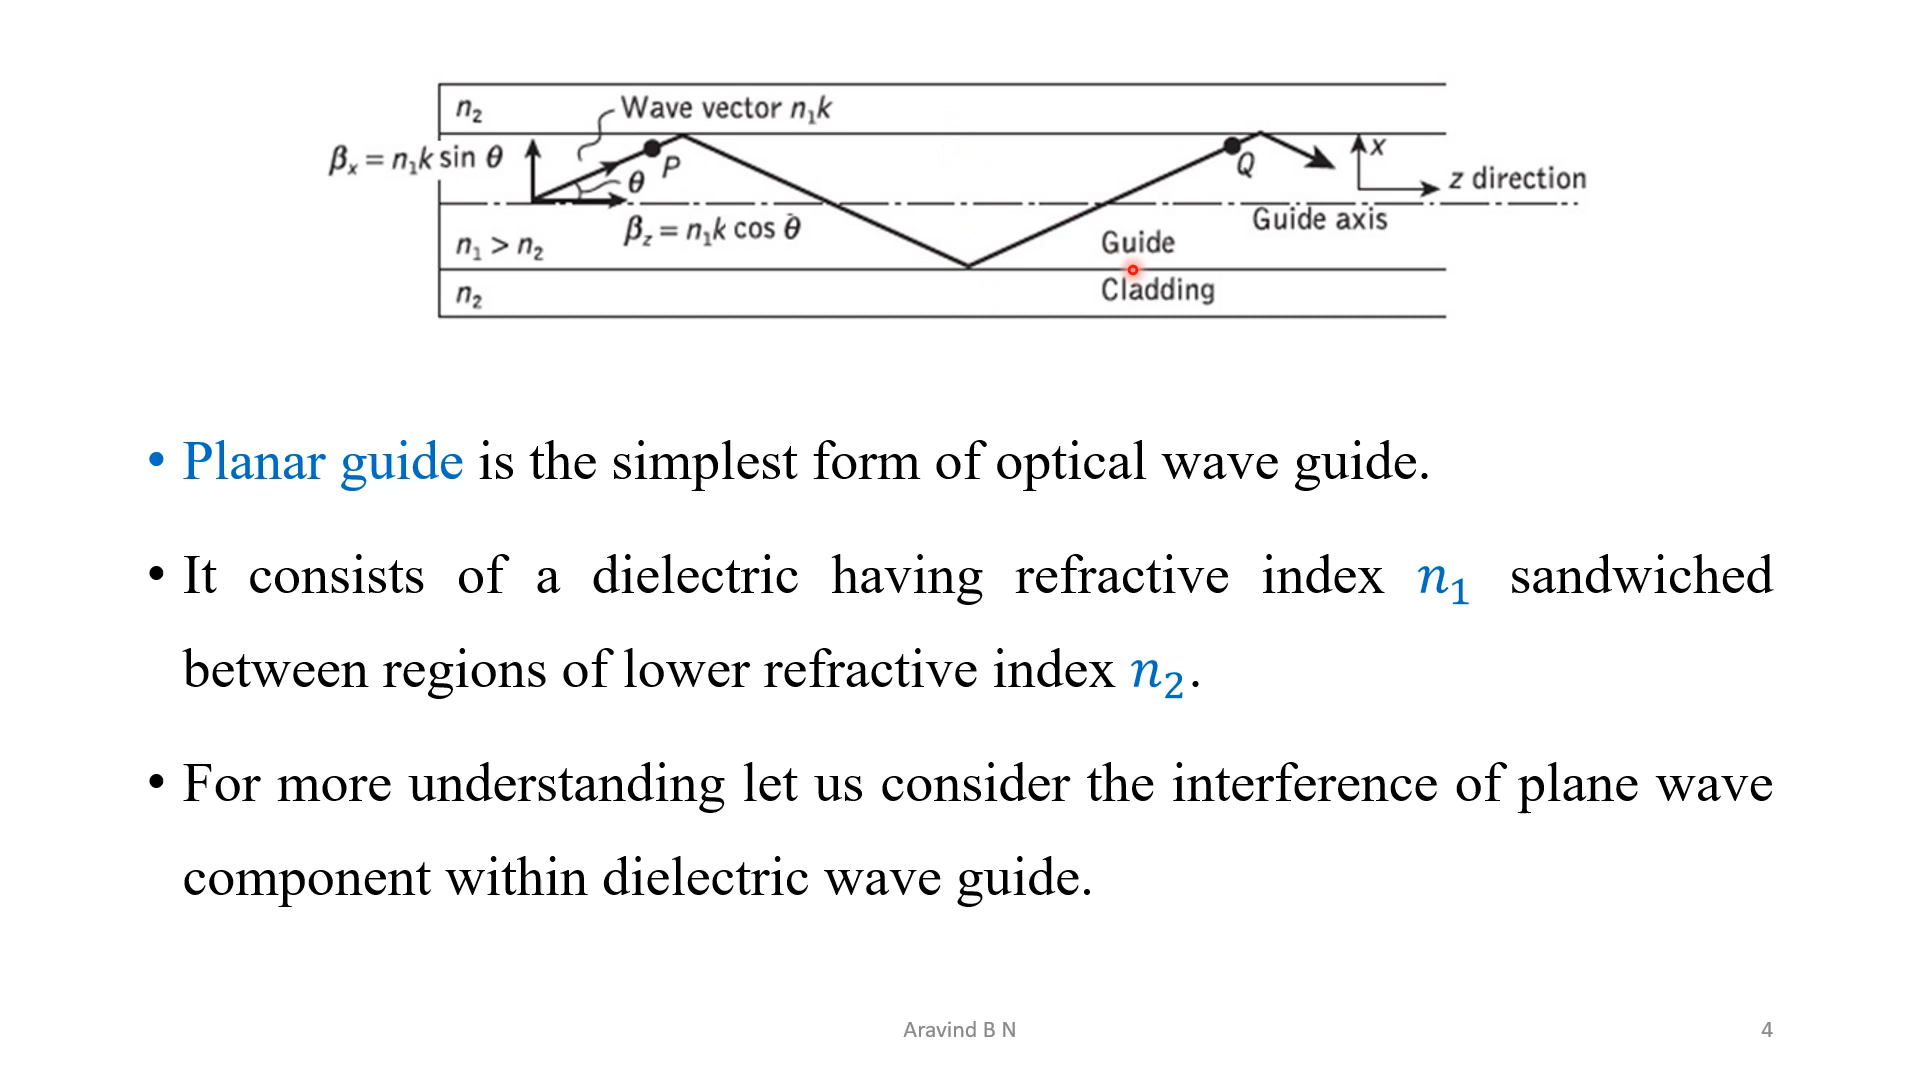 n₂
Wave vector n₁k
βₓ = n₁k sin θ
P
θ
Q
x
z direction
Guide axis
β_z = n₁k cos θ
n₁ > n₂
Guide
n₂
Cladding
• Planar guide is the simplest form of optical wave guide.
• It consists of a dielectric having refractive index n₁ sandwiched
between regions of lower refractive index n₂.
• For more understanding let us consider the interference of plane wave
component within dielectric wave guide.
Aravind B N
4